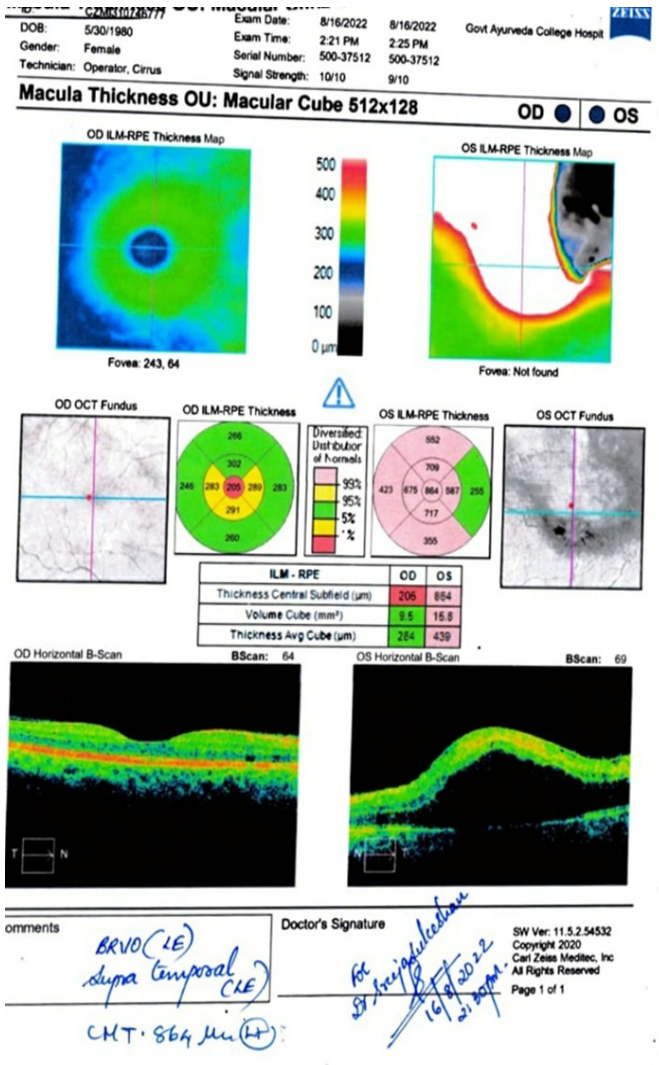 CZMI310748777
DOB: 5/30/1980
Gender: Female
Technician: Operator, Cirrus
Exam Date: 8/16/2022 8/16/2022
Exam Time: 2:21 PM 2:25 PM
Serial Number: 500-37512 500-37512
Signal Strength: 10/10 9/10
Govt Ayurveda College Hospit
ZEISS
Macula Thickness OU: Macular Cube 512x128
OD OS
OD ILM-RPE Thickness Map
OS ILM-RPE Thickness Map
500
400
300
200
100
0 µm
Fovea: 243, 64
Fovea: Not found
OD OCT Fundus
OD ILM-RPE Thickness
Diversified:
Distribution
of Normals
99%
95%
5%
1%
OS ILM-RPE Thickness
OS OCT Fundus
266
302
246 283 205 289 283
291
260
552
709
423 675 864 587 255
717
355
ILM - RPE OD OS
Thickness Central Subfield (µm) 205 864
Volume Cube (mm³) 9.5 15.8
Thickness Avg Cube (µm) 264 439
OD Horizontal B-Scan BScan: 64
OS Horizontal B-Scan BScan: 69
T N
N T
omments
BRVO (LE)
Supra temporal
(LE)
CMT. 864 µm (LE)
Doctor's Signature
For
16/8/2022
SW Ver: 11.5.2.54532
Copyright 2020
Carl Zeiss Meditec, Inc
All Rights Reserved
Page 1 of 1